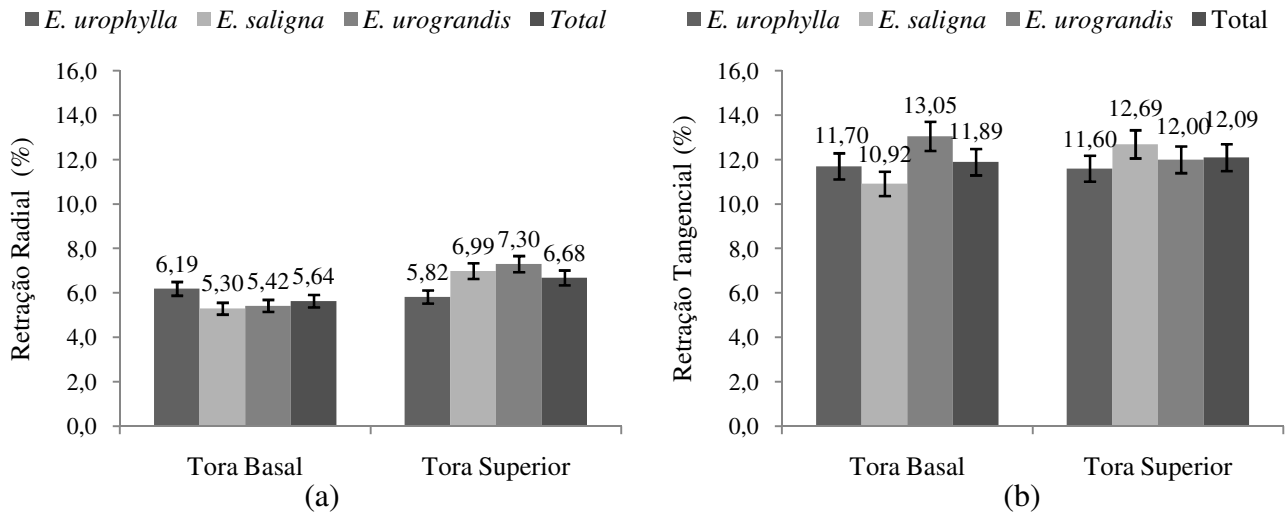 E. urophylla E. saligna E. urograndis Total
16,0
14,0
12,0
10,0
8,0
6,0
4,0
2,0
0,0
Retração Radial (%)
6,19 5,30 5,42 5,64
5,82 6,99 7,30 6,68
Tora Basal Tora Superior
(a)
E. urophylla E. saligna E. urograndis Total
16,0
14,0
12,0
10,0
8,0
6,0
4,0
2,0
0,0
Retração Tangencial (%)
11,70 10,92 13,05 11,89
11,60 12,69 12,00 12,09
Tora Basal Tora Superior
(b)